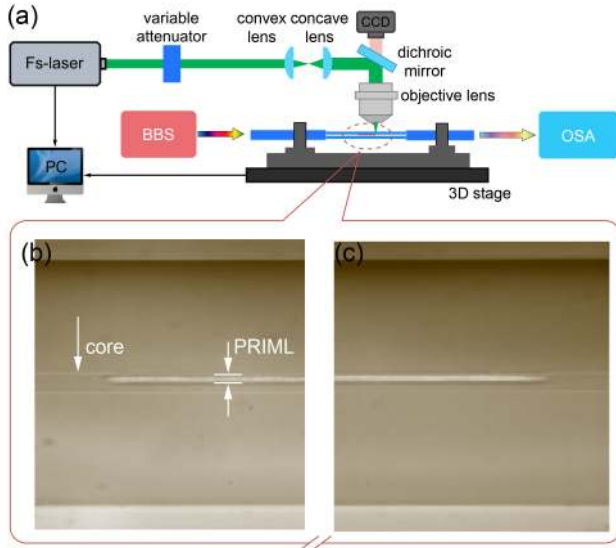 (a)
variable
attenuator
convex concave
lens lens
CCD
dichroic
mirror
Fs-laser
objective lens
BBS
OSA
PC
3D stage
(b)
(c)
core
PRIML